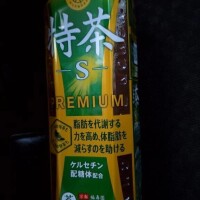 特茶
S
PREMIUM
脂肪を代謝する
力を高め、体脂肪を
減らすのを助ける
ケルセチン
配糖体配合